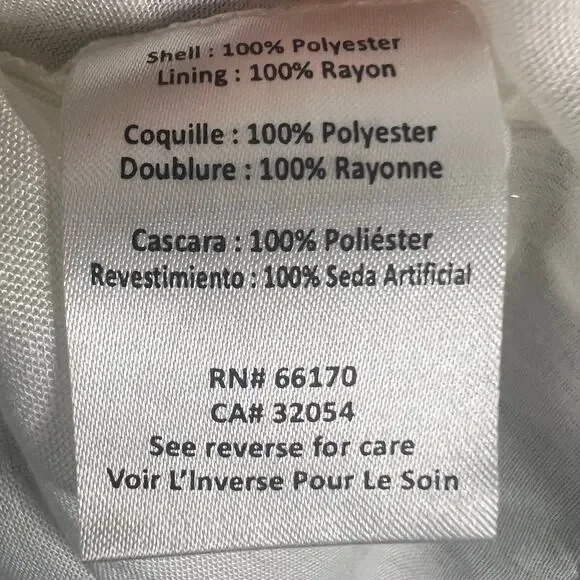 Shell : 100% Polyester
Lining : 100% Rayon
Coquille : 100% Polyester
Doublure : 100% Rayonne
Cascara : 100% Poliéster
Revestimiento : 100% Seda Artificial
RN# 66170
CA# 32054
See reverse for care
Voir L'Inverse Pour Le Soin